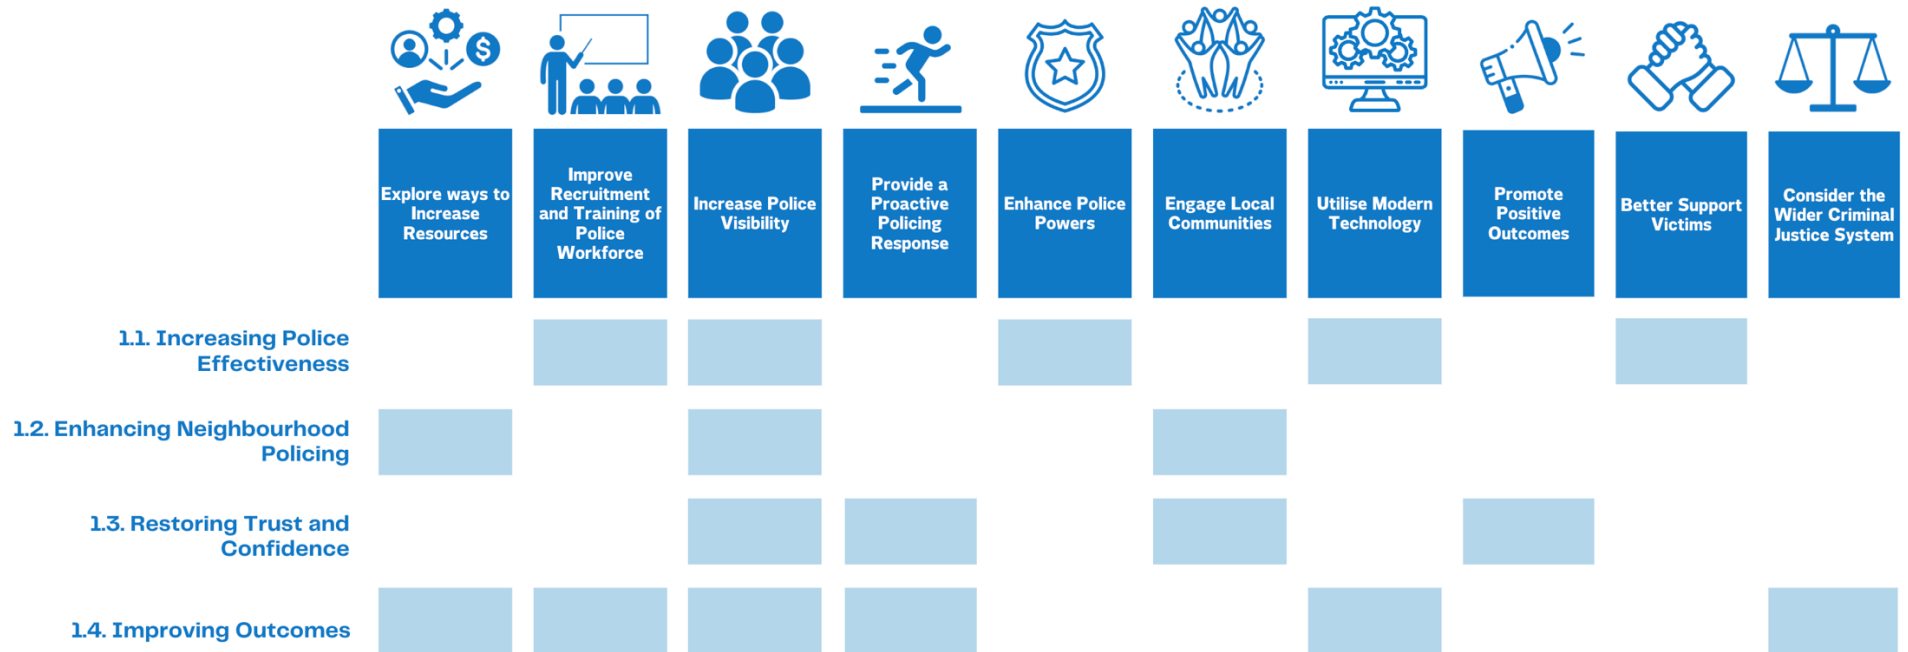 $
Explore ways to
Increase
Resources
Improve
Recruitment
and Training of
Police
Workforce
Increase Police
Visibility
Provide a
Proactive
Policing
Response
Enhance Police
Powers
Engage Local
Communities
Utilise Modern
Technology
Promote
Positive
Outcomes
Better Support
Victims
Consider the
Wider Criminal
Justice System
1.1. Increasing Police
Effectiveness
1.2. Enhancing Neighbourhood
Policing
1.3. Restoring Trust and
Confidence
1.4. Improving Outcomes